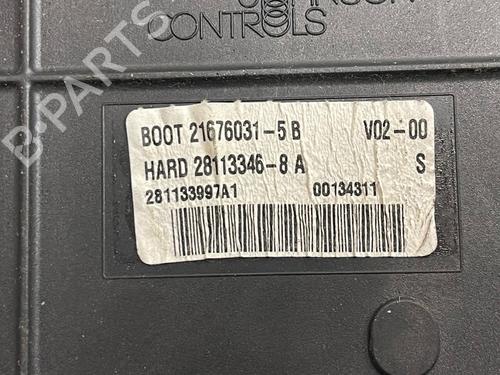 CONTROLS
B-PARTS
BOOT 21676031-5 B V02-00
HARD 28113346-8 A S
281133997A1 00134311